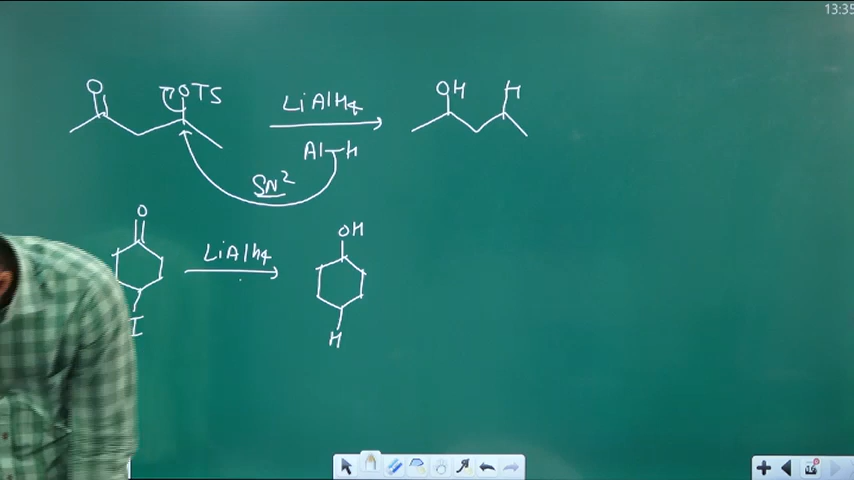 13:35
O OTS LiAlH4 OH H
Al-H
SN2
O LiAlH4 OH
I H